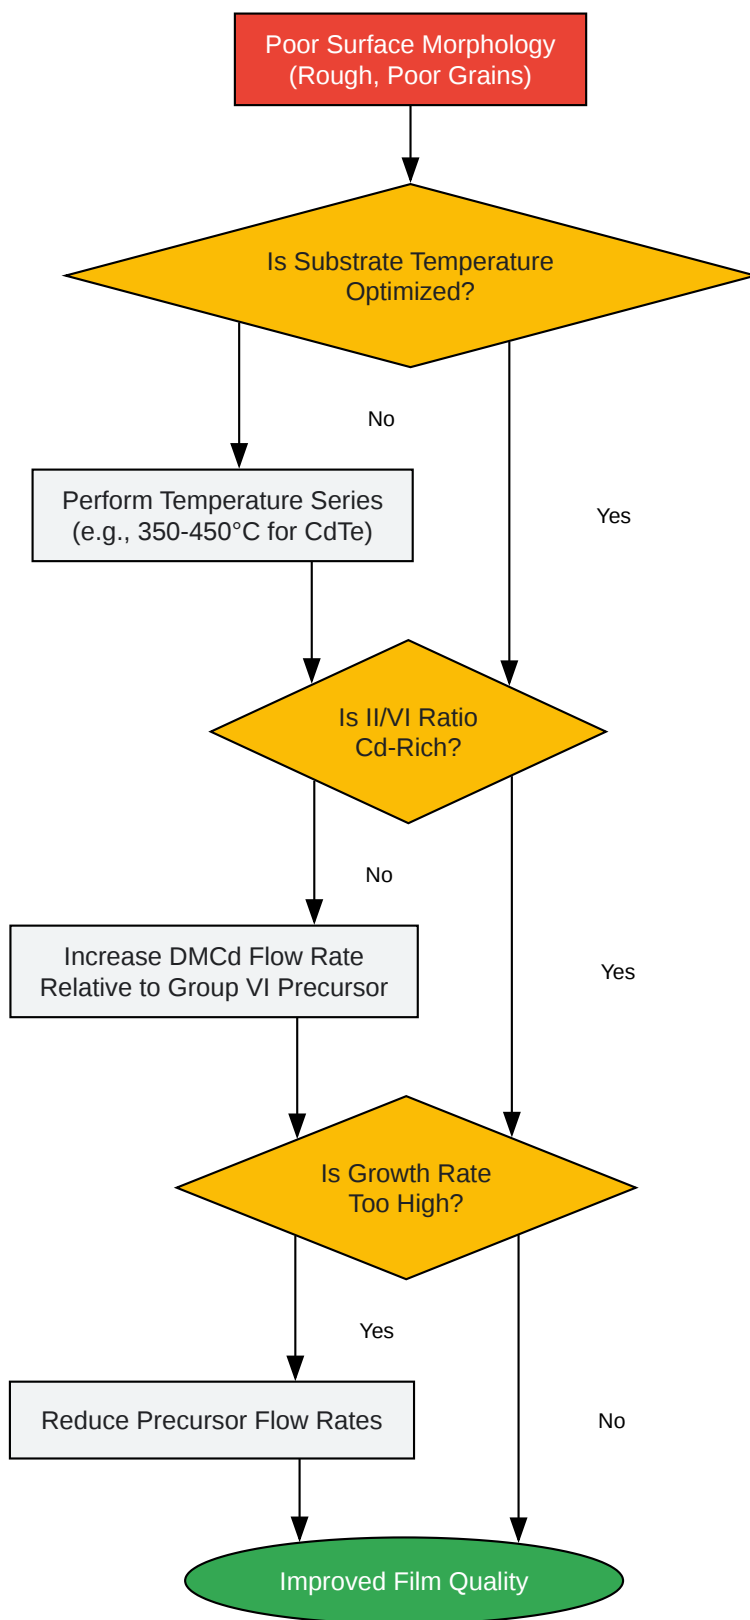 Poor Surface Morphology
(Rough, Poor Grains)
Is Substrate Temperature
Optimized?
No
Perform Temperature Series
(e.g., 350-450°C for CdTe)
Yes
Is II/VI Ratio
Cd-Rich?
No
Increase DMCd Flow Rate
Relative to Group VI Precursor
Yes
Is Growth Rate
Too High?
Yes
Reduce Precursor Flow Rates
No
Improved Film Quality